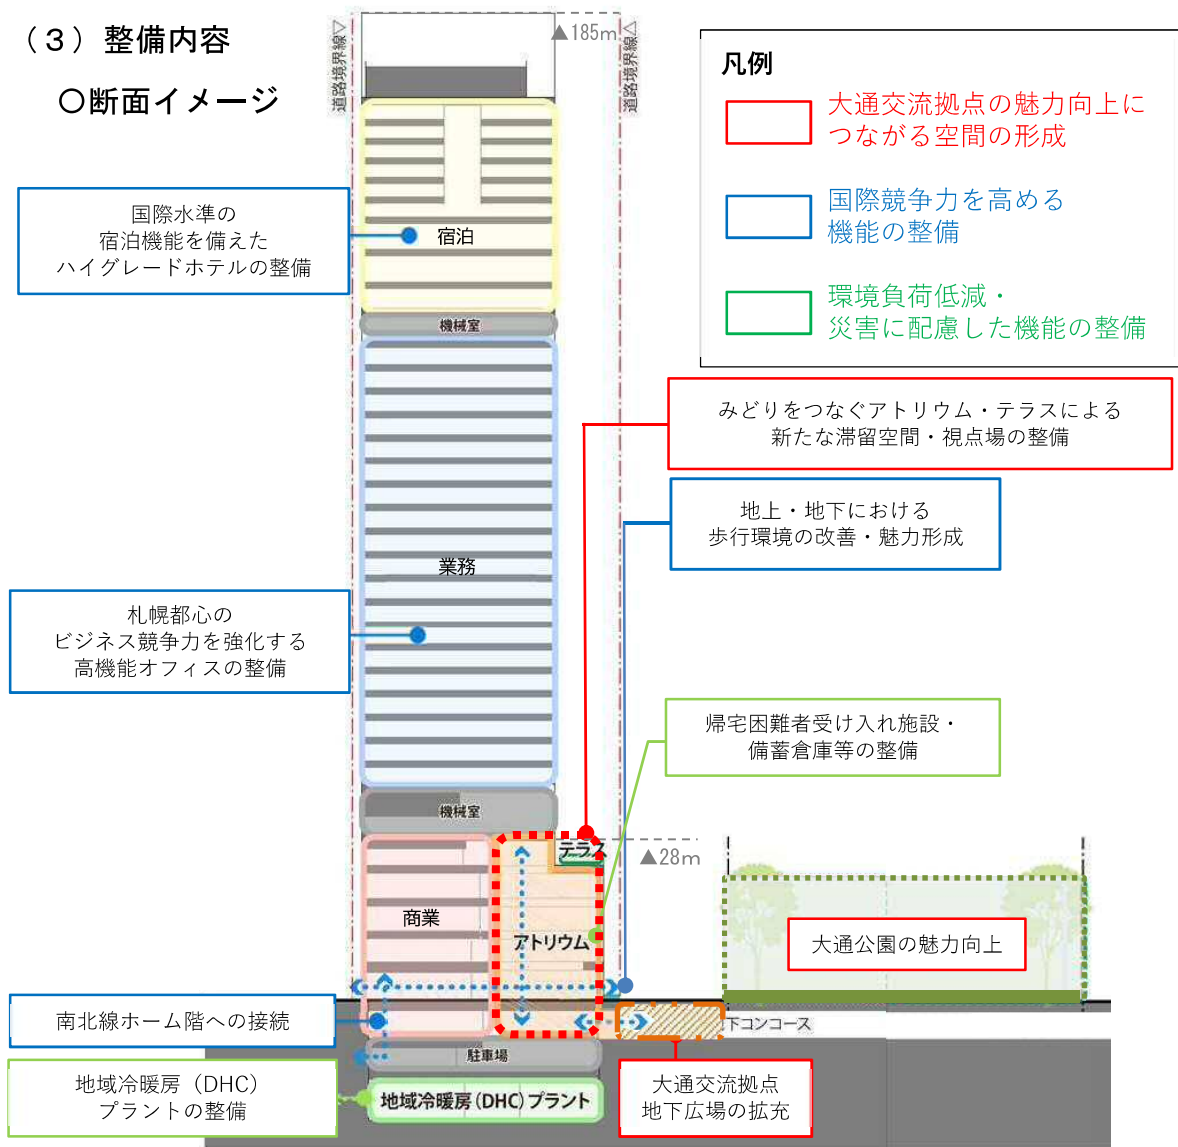 （３）整備内容
〇断面イメージ
道路境界線▽
▲185m
道路境界線▽
凡例
大通交流拠点の魅力向上に
つながる空間の形成
国際競争力を高める
機能の整備
環境負荷低減・
災害に配慮した機能の整備
国際水準の
宿泊機能を備えた
ハイグレードホテルの整備
宿泊
機械室
みどりをつなぐアトリウム・テラスによる
新たな滞留空間・視点場の整備
地上・地下における
歩行環境の改善・魅力形成
業務
札幌都心の
ビジネス競争力を強化する
高機能オフィスの整備
帰宅困難者受け入れ施設・
備蓄倉庫等の整備
機械室
テラス
▲28m
商業
アトリウム
大通公園の魅力向上
南北線ホーム階への接続
下コンコース
駐車場
地域冷暖房（DHC）
プラントの整備
地域冷暖房(DHC)プラント
大通交流拠点
地下広場の拡充